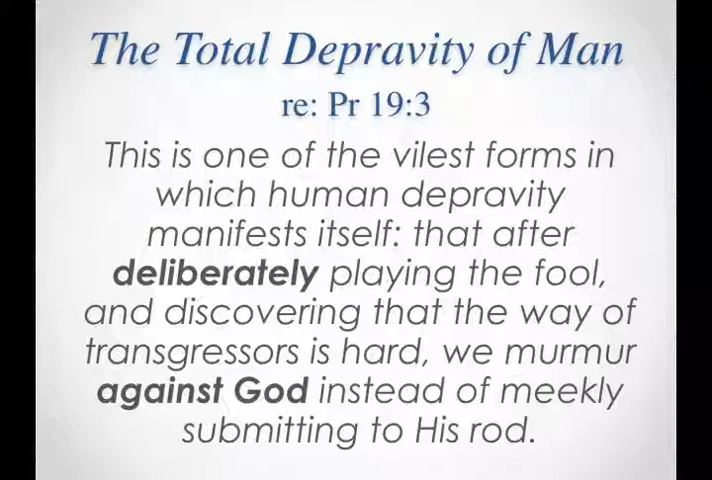 The Total Depravity of Man
re: Pr 19:3
This is one of the vilest forms in
which human depravity
manifests itself: that after
deliberately playing the fool,
and discovering that the way of
transgressors is hard, we murmur
against God instead of meekly
submitting to His rod.